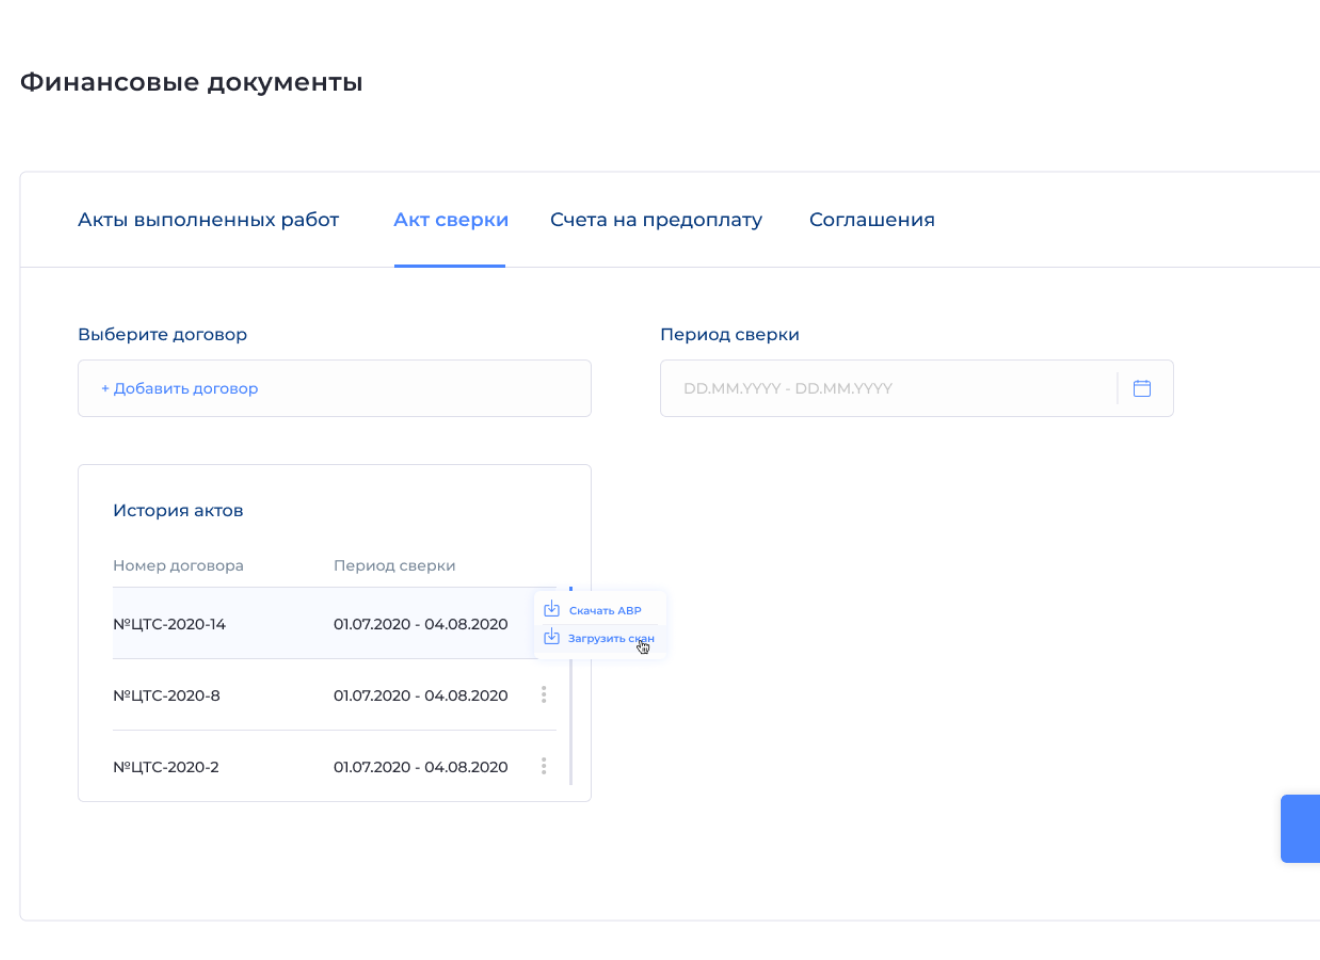 Финансовые документы
Акты выполненных работ Акт сверки Счета на предоплату Соглашения
Выберите договор Период сверки
+ Добавить договор DD.MM.YYYY - DD.MM.YYYY
История актов
Номер договора Период сверки
№ЦТС-2020-14 01.07.2020 - 04.08.2020 Скачать АВР
Загрузить скан
№ЦТС-2020-8 01.07.2020 - 04.08.2020
№ЦТС-2020-2 01.07.2020 - 04.08.2020